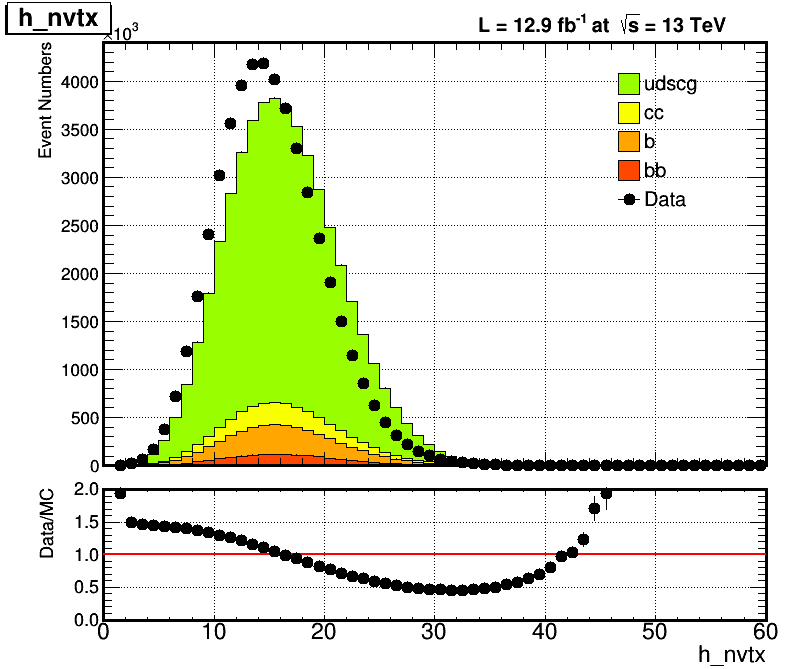 h_nvtx
×10³
L = 12.9 fb⁻¹ at √s = 13 TeV
Event Numbers
4000
3500
3000
2500
2000
1500
1000
500
0
udscg
cc
b
bb
Data
Data/MC
2.0
1.5
1.0
0.5
0.0
0 10 20 30 40 50 60
h_nvtx